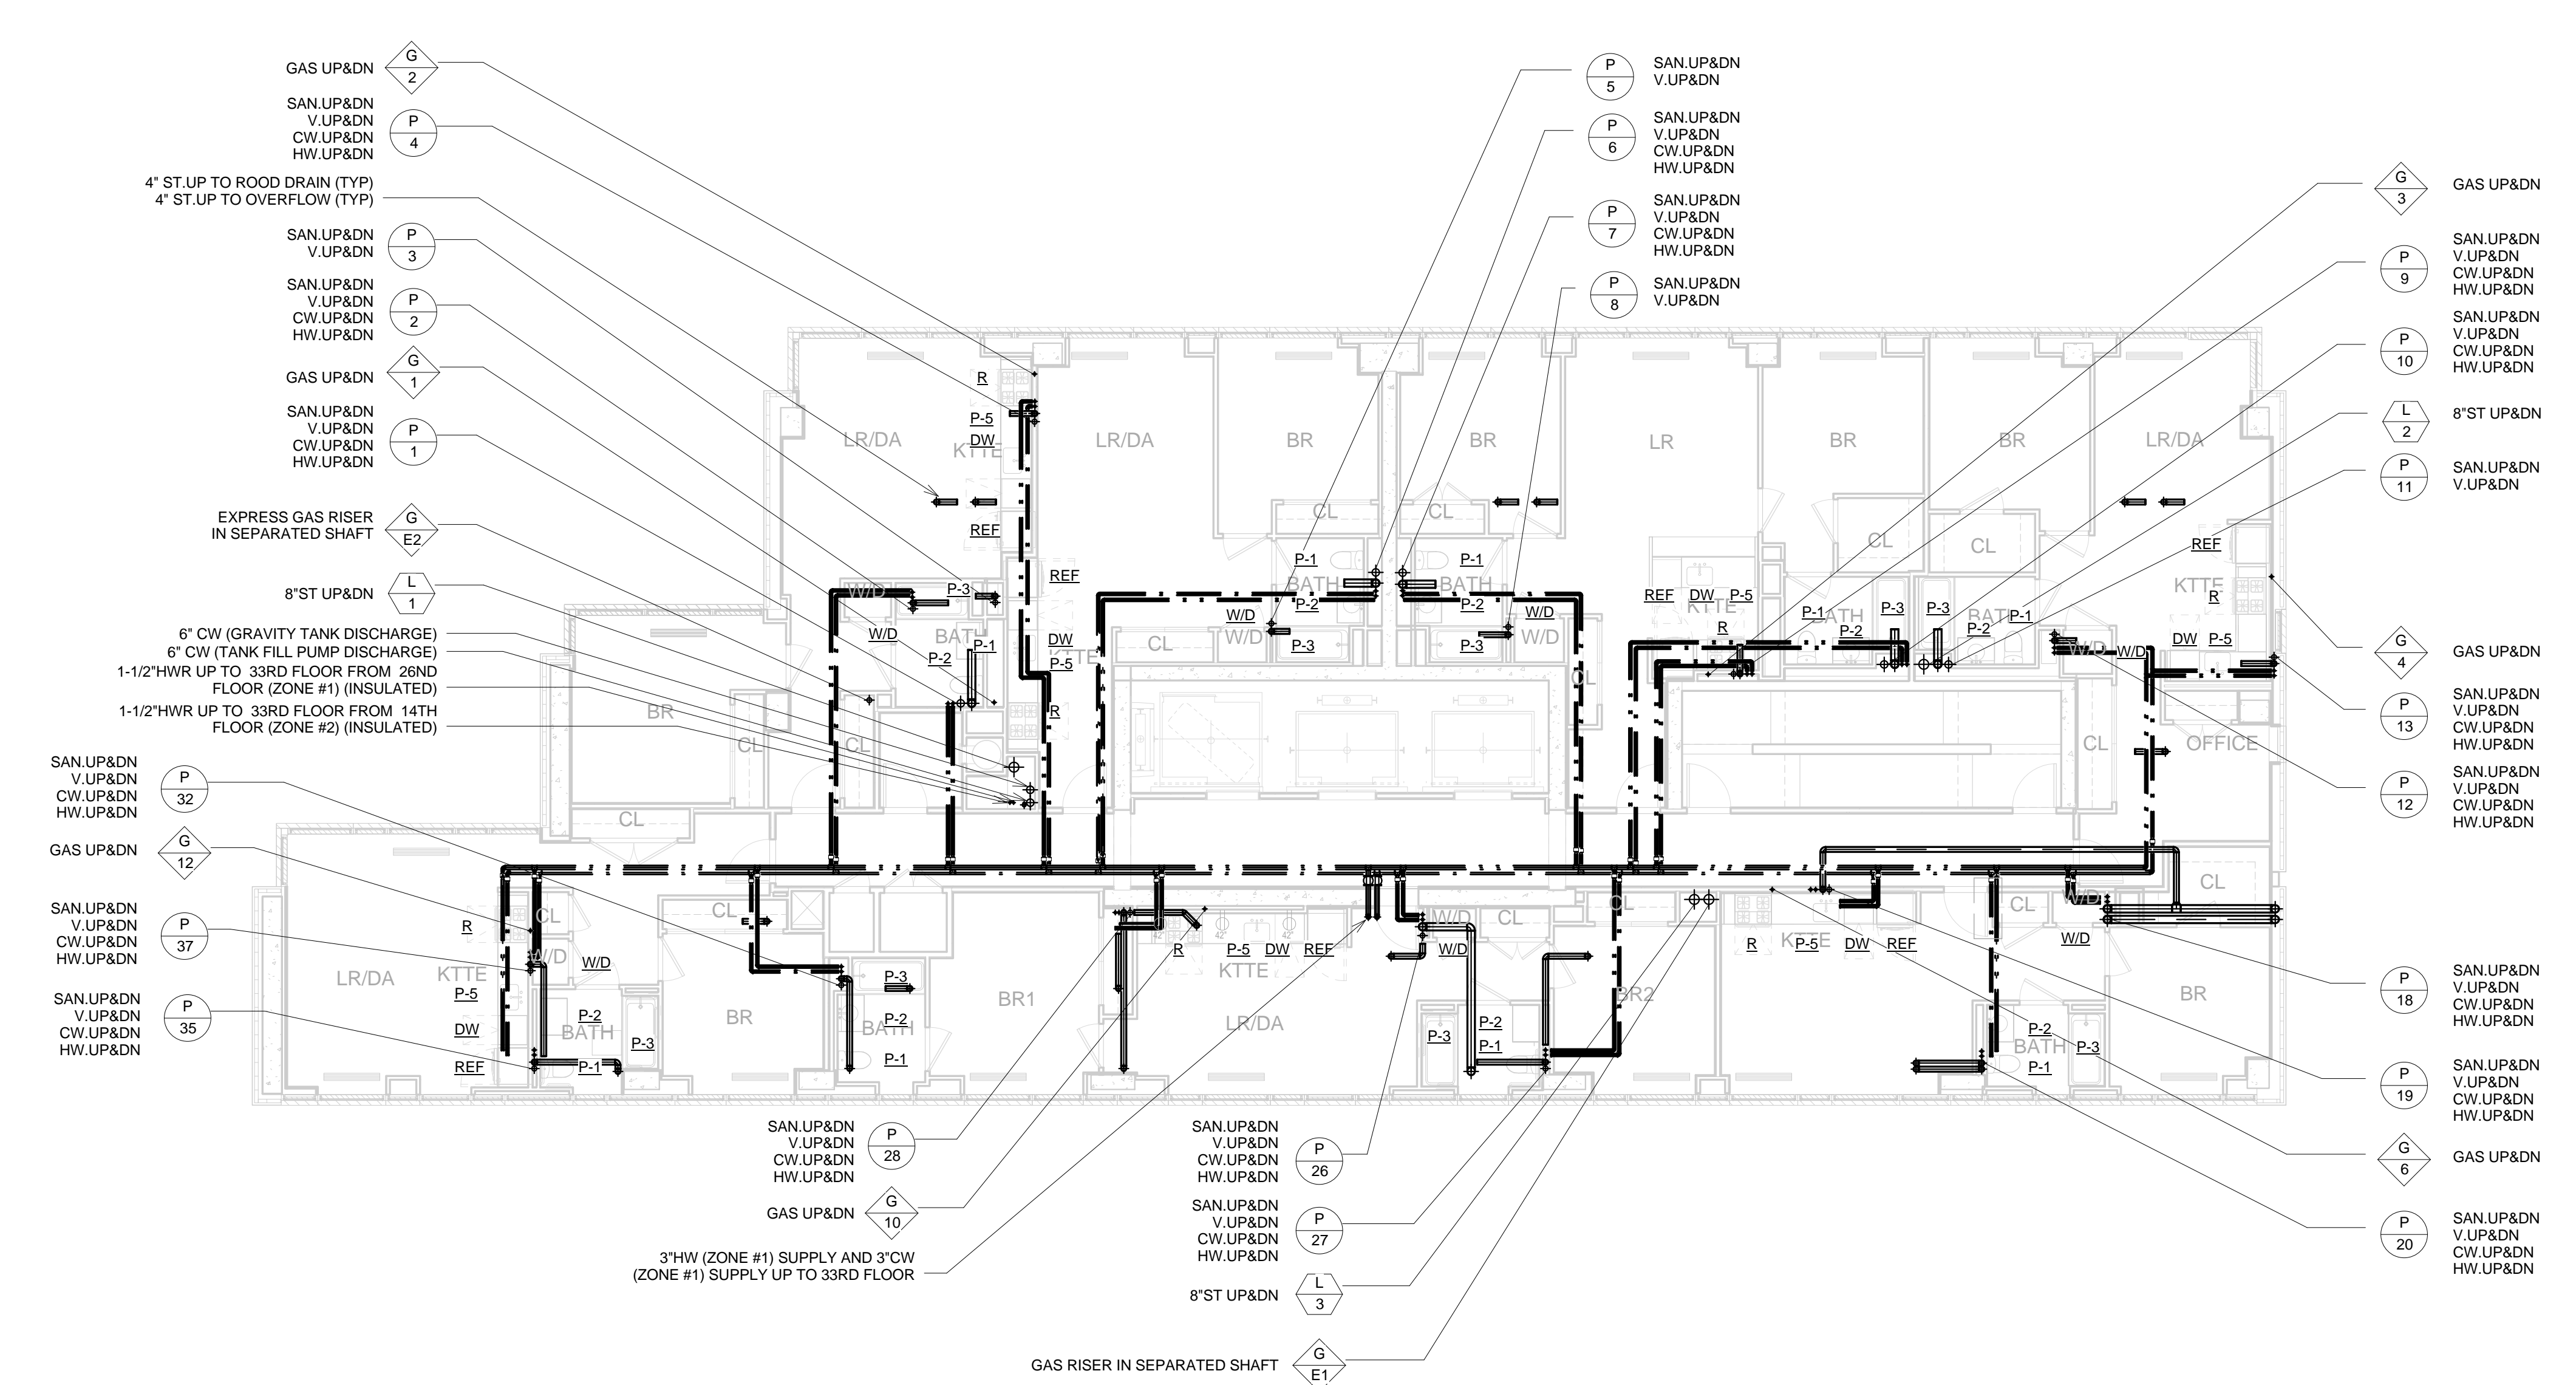 GAS UP&DN
G
2
SAN.UP&DN
V.UP&DN
CW.UP&DN
HW.UP&DN
P
4
4" ST.UP TO ROOD DRAIN (TYP)
4" ST.UP TO OVERFLOW (TYP)
SAN.UP&DN
V.UP&DN
P
3
SAN.UP&DN
V.UP&DN
CW.UP&DN
HW.UP&DN
P
2
GAS UP&DN
G
1
SAN.UP&DN
V.UP&DN
CW.UP&DN
HW.UP&DN
P
1
EXPRESS GAS RISER
IN SEPARATED SHAFT
G
E2
8"ST UP&DN
L
1
6" CW (GRAVITY TANK DISCHARGE)
6" CW (TANK FILL PUMP DISCHARGE)
1-1/2"HWR UP TO 33RD FLOOR FROM 26ND
FLOOR (ZONE #1) (INSULATED)
1-1/2"HWR UP TO 33RD FLOOR FROM 14TH
FLOOR (ZONE #2) (INSULATED)
SAN.UP&DN
V.UP&DN
CW.UP&DN
HW.UP&DN
P
32
GAS UP&DN
G
12
SAN.UP&DN
V.UP&DN
CW.UP&DN
HW.UP&DN
P
37
SAN.UP&DN
V.UP&DN
CW.UP&DN
HW.UP&DN
P
35
P
5
SAN.UP&DN
V.UP&DN
P
6
SAN.UP&DN
V.UP&DN
CW.UP&DN
HW.UP&DN
P
7
SAN.UP&DN
V.UP&DN
CW.UP&DN
HW.UP&DN
P
8
SAN.UP&DN
V.UP&DN
G
3
GAS UP&DN
P
9
SAN.UP&DN
V.UP&DN
CW.UP&DN
HW.UP&DN
P
10
SAN.UP&DN
V.UP&DN
CW.UP&DN
HW.UP&DN
L
2
8"ST UP&DN
P
11
SAN.UP&DN
V.UP&DN
G
4
GAS UP&DN
P
13
SAN.UP&DN
V.UP&DN
CW.UP&DN
HW.UP&DN
P
12
SAN.UP&DN
V.UP&DN
CW.UP&DN
HW.UP&DN
P
18
SAN.UP&DN
V.UP&DN
CW.UP&DN
HW.UP&DN
P
19
SAN.UP&DN
V.UP&DN
CW.UP&DN
HW.UP&DN
G
6
GAS UP&DN
P
20
SAN.UP&DN
V.UP&DN
CW.UP&DN
HW.UP&DN
R
P-5
DW
LR/DA
KTTE
REF
LR/DA
BR
BR
LR
BR
BR
LR/DA
CL
CL
CL
CL
REF
KTTE
R
DW
P-5
W/D
P-3
W/D
BATH
P-2
P-1
REF
DW
KTTE
P-5
R
P-1
BATH
P-2
W/D
W/D
P-3
CL
P-1
BATH
P-2
W/D
W/D
P-3
CL
REF
DW
P-5
KTTE
R
P-1
BATH
P-2
P-3
P-3
P-2
BATH
P-1
W/D
W/D
BR
CL
CL
CL
CL
OFFICE
CL
LR/DA
R
CL
KTTE
W/D
W/D
P-5
P-2
BATH
P-3
DW
REF
P-1
CL
E
BR
P-3
P-2
BATH
P-1
BR1
42"
42"
R
P-5
DW
REF
KTTE
LR/DA
W/D
W/D
CL
P-3
P-2
P-1
CL
BR2
R
P-5
KTTE
DW
REF
CL
W/D
W/D
CL
P-2
BATH
P-3
P-1
BR
SAN.UP&DN
V.UP&DN
CW.UP&DN
HW.UP&DN
P
28
GAS UP&DN
G
10
3"HW (ZONE #1) SUPPLY AND 3"CW
(ZONE #1) SUPPLY UP TO 33RD FLOOR
SAN.UP&DN
V.UP&DN
CW.UP&DN
HW.UP&DN
P
26
SAN.UP&DN
V.UP&DN
CW.UP&DN
HW.UP&DN
P
27
8"ST UP&DN
L
3
GAS RISER IN SEPARATED SHAFT
G
E1